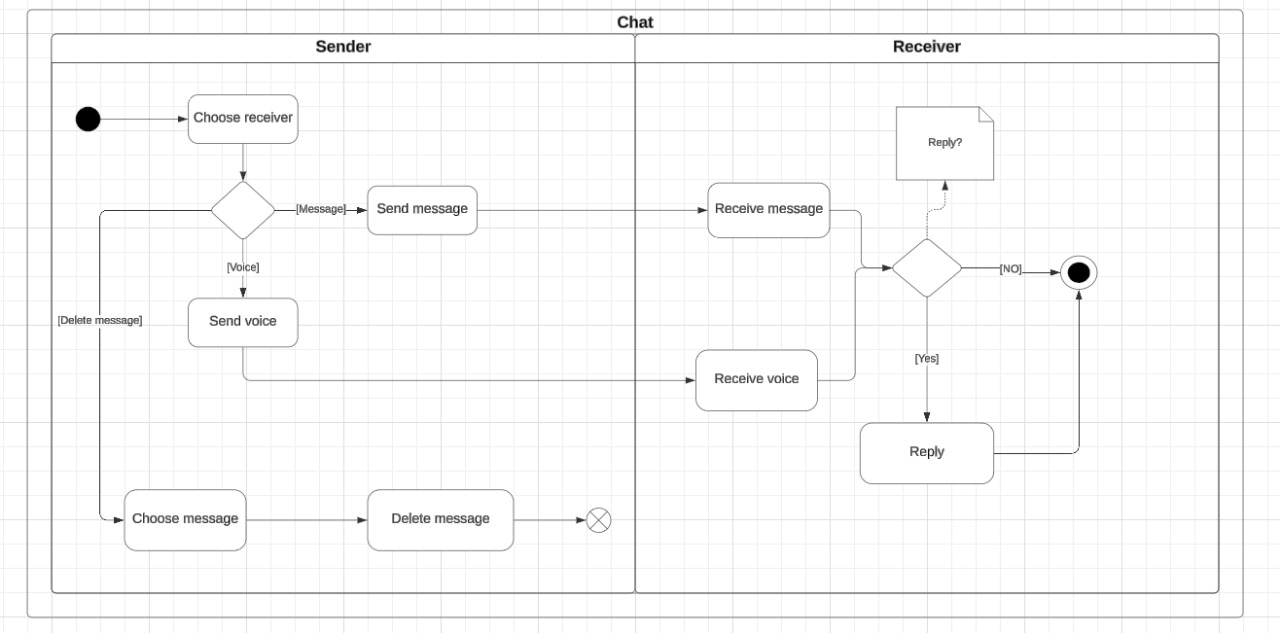 Chat
Sender
Receiver
Choose receiver
Reply?
[Message]
Send message
Receive message
[Voice]
[NO]
[Delete message]
Send voice
[Yes]
Receive voice
Reply
Choose message
Delete message